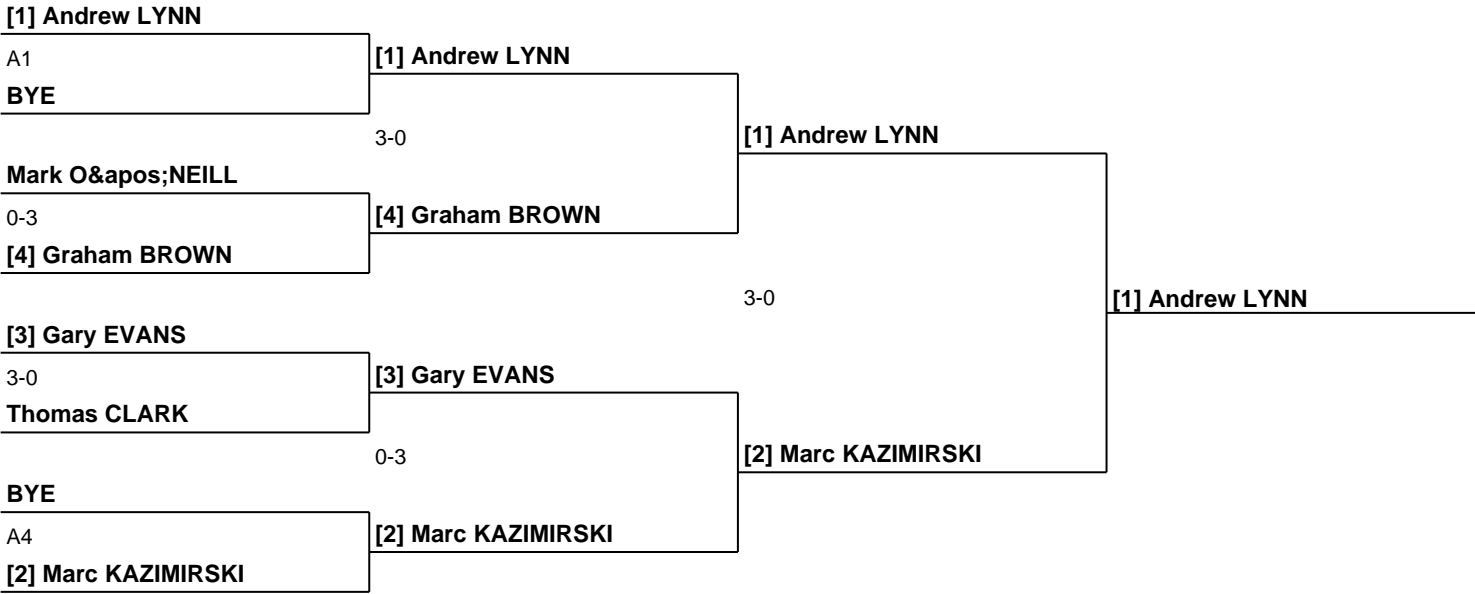 [1] Andrew LYNN
A1
[1] Andrew LYNN
BYE
3-0
[1] Andrew LYNN
Mark O&apos;NEILL
0-3
[4] Graham BROWN
[4] Graham BROWN
3-0
[1] Andrew LYNN
[3] Gary EVANS
3-0
[3] Gary EVANS
Thomas CLARK
0-3
[2] Marc KAZIMIRSKI
BYE
A4
[2] Marc KAZIMIRSKI
[2] Marc KAZIMIRSKI